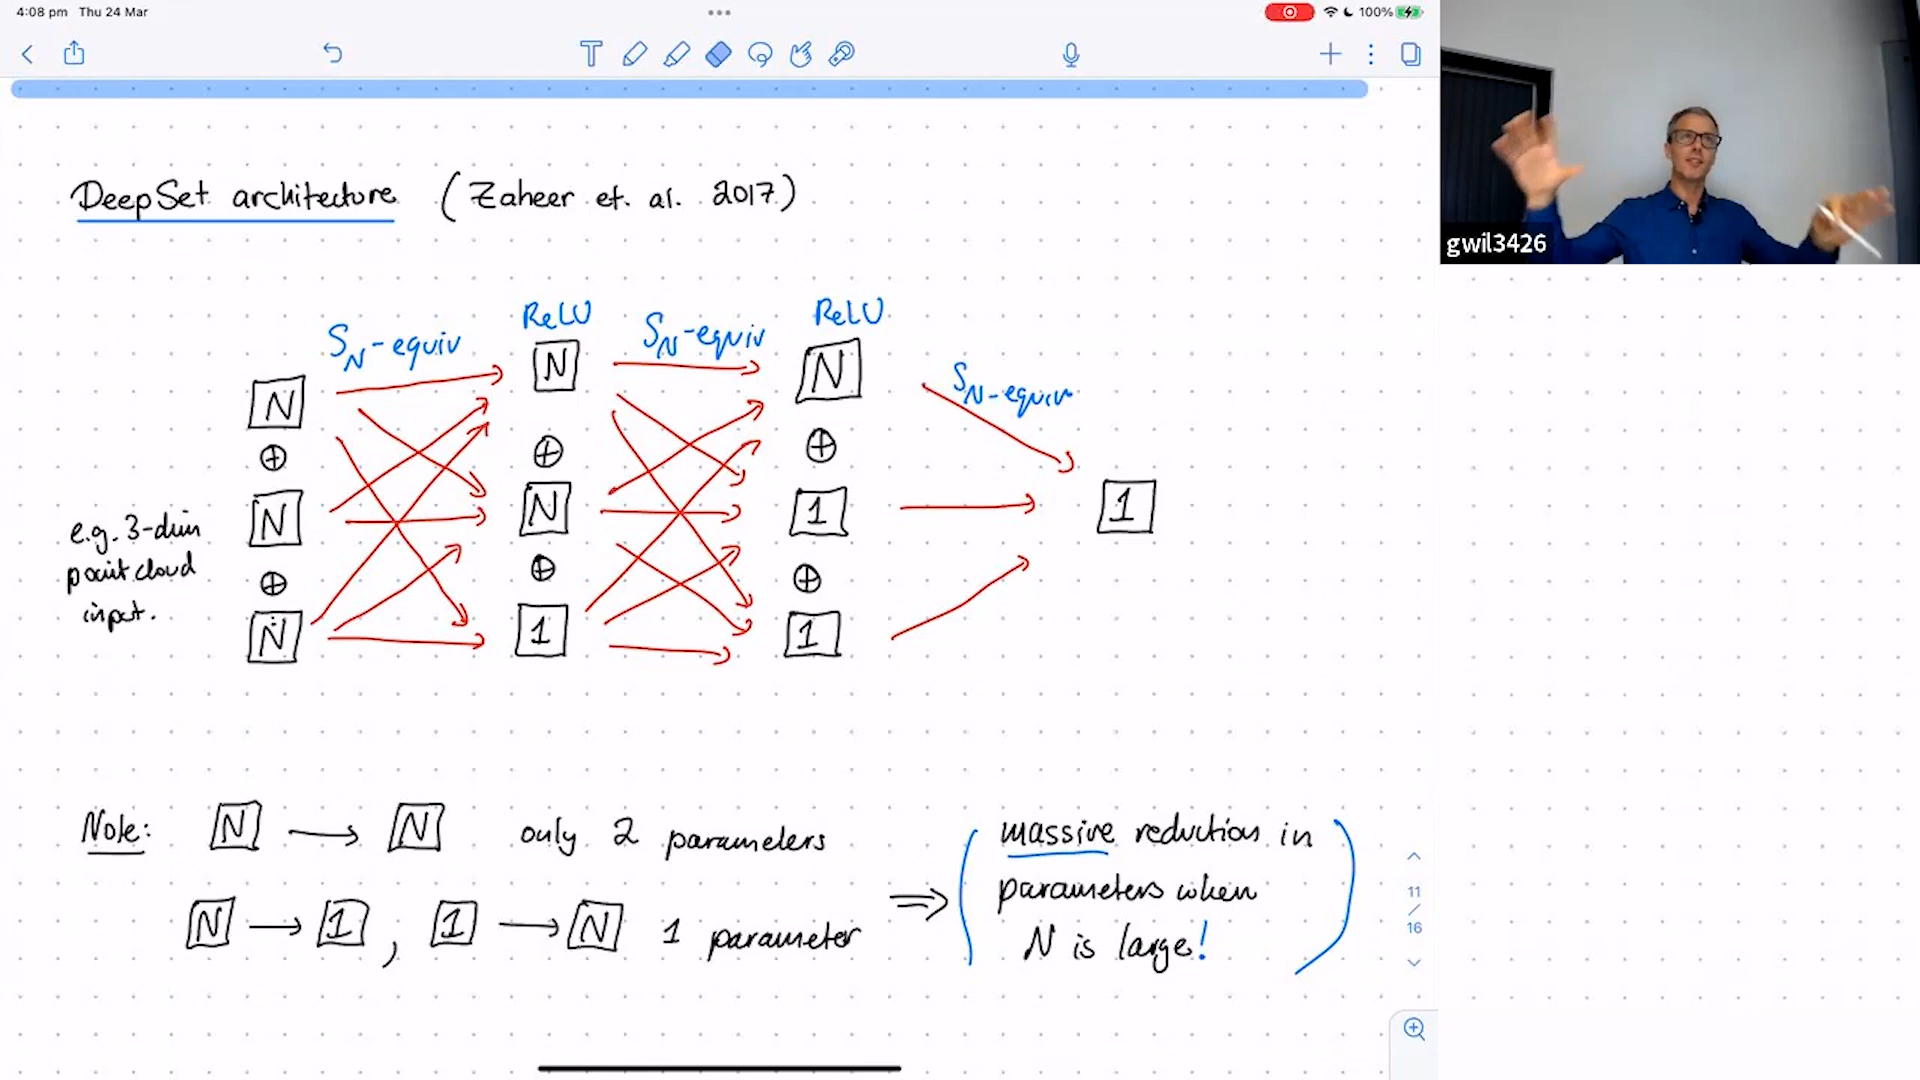 4:08 pm Thu 24 Mar
100%
gwil3426
DeepSet architecture (Zaheer et. al. 2017)
S_N-equiv ReLU S_N-equiv ReLU S_N-equiv
N N N
⊕ ⊕ ⊕
N N 1 1
⊕ ⊕ ⊕
N 1 1
e.g. 3-dim
point cloud
input.
Note: N → N only 2 parameters
N → 1, 1 → N 1 parameter
⇒ (massive reduction in
parameters when
N is large!)
11
/
16